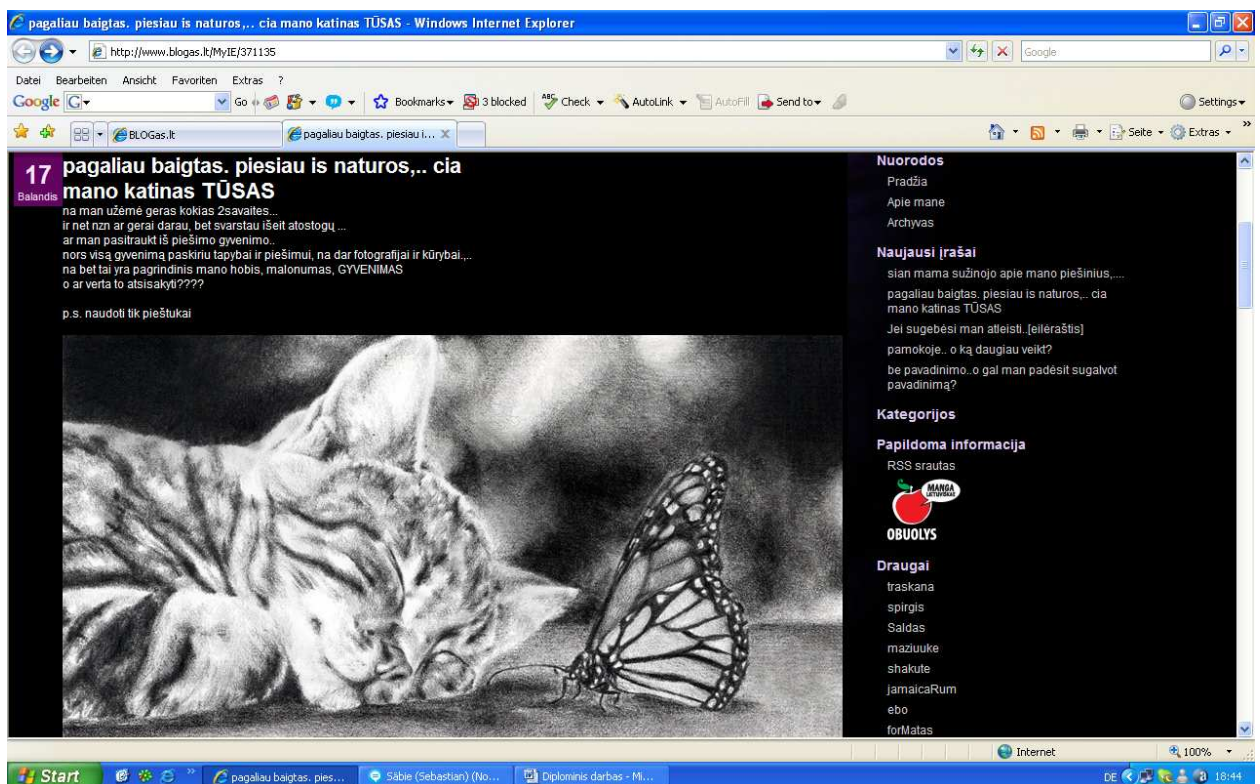 pagaliau baigtas. piesiau is naturos,.. cia mano katinas TŪSAS - Windows Internet Explorer
http://www.blogas.lt/MyIE/371135
Google
Datei Bearbeiten Ansicht Favoriten Extras ?
Google G Go Bookmarks 3 blocked ABC Check AutoLink AutoFill Send to Settings
BLOGas.lt pagaliau baigtas. piesiau i... X Seite Extras »
17
Balandis
pagaliau baigtas. piesiau is naturos,.. cia
mano katinas TŪSAS
na man užėmė geras kokias 2savaites...
ir net nzn ar gerai darau, bet svarstau išeit atostogų ...
ar man pasitraukt iš piešimo gyvenimo..
nors visą gyvenimą paskiriu tapybai ir piešimui, na dar fotografijai ir kūrybai.,..
na bet tai yra pagrindinis mano hobis, malonumas, GYVENIMAS
o ar verta to atsisakyti????
p.s. naudoti tik pieštukai
Nuorodos
Pradžia
Apie mane
Archyvas
Naujausi įrašai
sian mama sužinojo apie mano piešinius,....
pagaliau baigtas. piesiau is naturos,.. cia
mano katinas TŪSAS
Jei sugebėsi man atleisti..[eilėraštis]
pamokoje.. o ką daugiau veikt?
be pavadinimo..o gal man padėsit sugalvot
pavadinimą?
Kategorijos
Papildoma informacija
RSS srautas
MANGA
LIETUVIŠKAI
OBUOLYS
Draugai
traskana
spirgis
Saldas
maziuuke
shakute
jamaicaRum
ebo
forMatas
Internet 100%
Start » pagaliau baigtas. pies... Säbie (Sebastian) (No... Diplominis darbas - Mi... DE 18:44